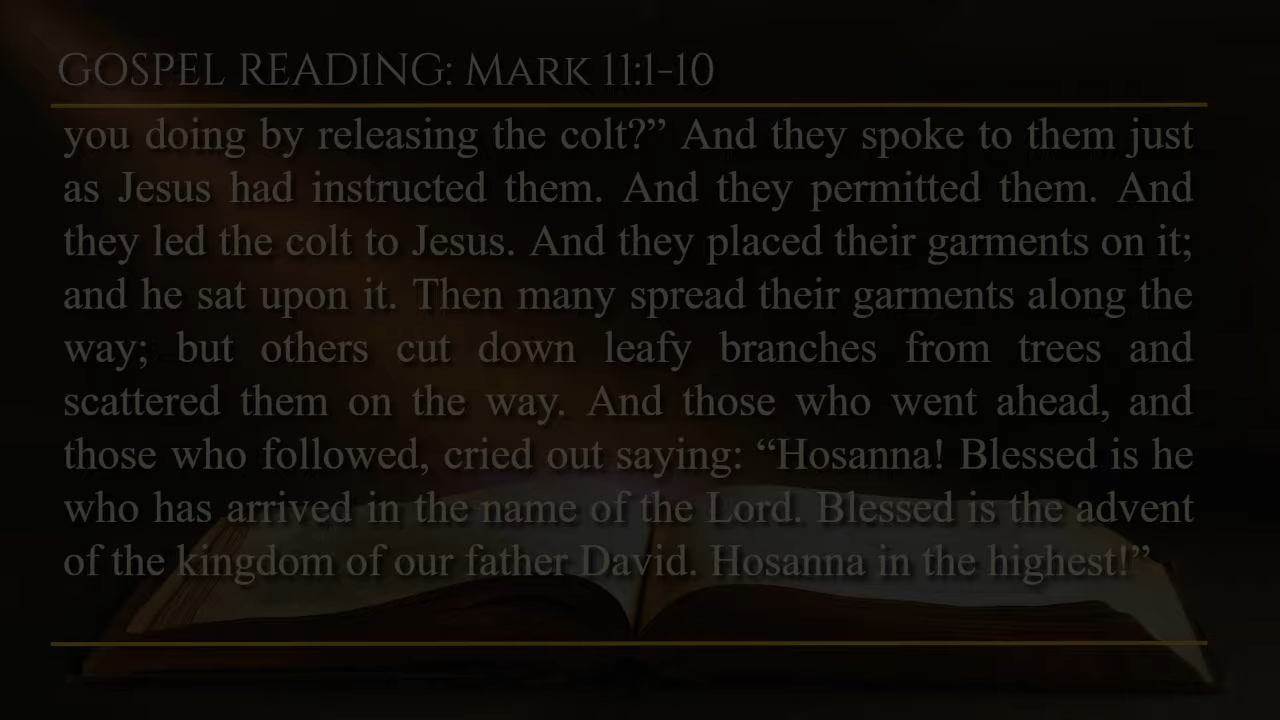 GOSPEL READING: MARK 11:1-10
you doing by releasing the colt?” And they spoke to them just
as Jesus had instructed them. And they permitted them. And
they led the colt to Jesus. And they placed their garments on it;
and he sat upon it. Then many spread their garments along the
way; but others cut down leafy branches from trees and
scattered them on the way. And those who went ahead, and
those who followed, cried out saying: “Hosanna! Blessed is he
who has arrived in the name of the Lord. Blessed is the advent
of the kingdom of our father David. Hosanna in the highest!”